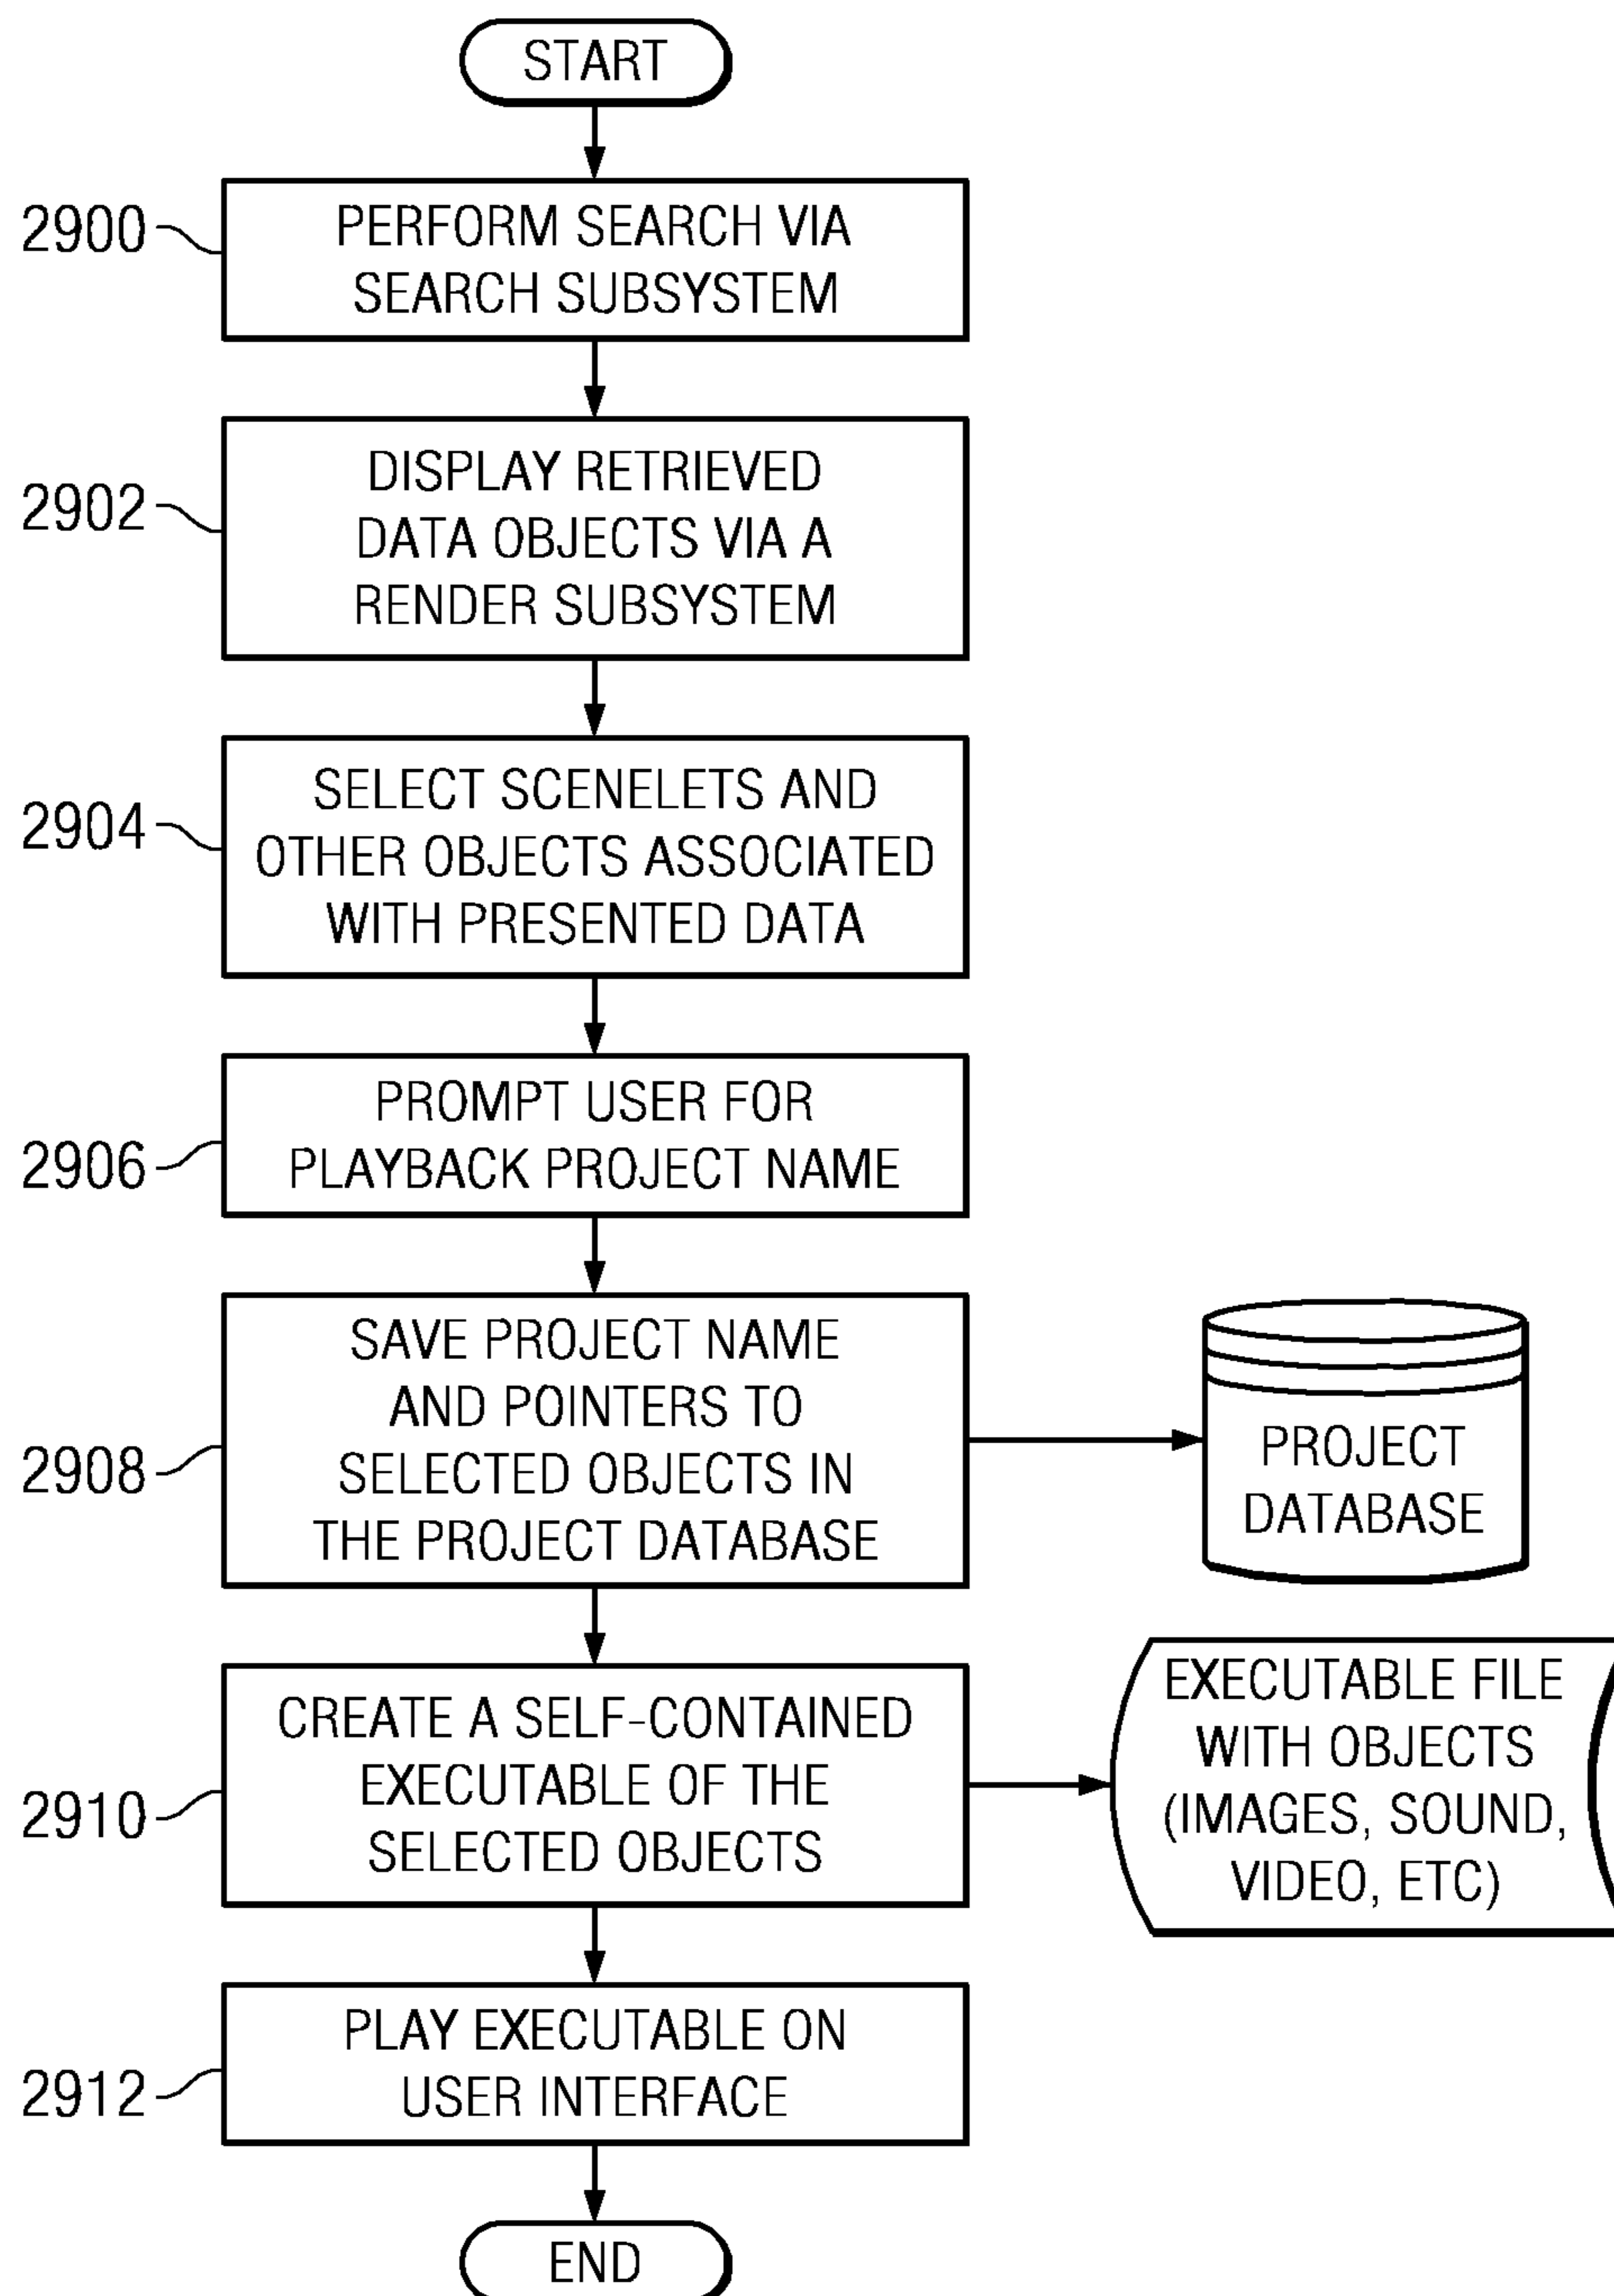 START
2900
PERFORM SEARCH VIA
SEARCH SUBSYSTEM
2902
DISPLAY RETRIEVED
DATA OBJECTS VIA A
RENDER SUBSYSTEM
2904
SELECT SCENELETS AND
OTHER OBJECTS ASSOCIATED
WITH PRESENTED DATA
2906
PROMPT USER FOR
PLAYBACK PROJECT NAME
2908
SAVE PROJECT NAME
AND POINTERS TO
SELECTED OBJECTS IN
THE PROJECT DATABASE
PROJECT
DATABASE
2910
CREATE A SELF-CONTAINED
EXECUTABLE OF THE
SELECTED OBJECTS
EXECUTABLE FILE
WITH OBJECTS
(IMAGES, SOUND,
VIDEO, ETC)
2912
PLAY EXECUTABLE ON
USER INTERFACE
END